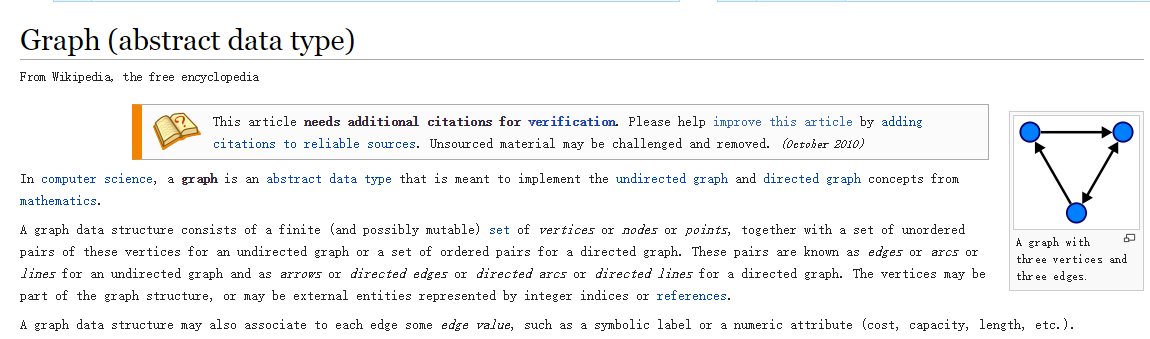 Graph (abstract data type)
From Wikipedia, the free encyclopedia
This article needs additional citations for verification. Please help improve this article by adding
citations to reliable sources. Unsourced material may be challenged and removed. (October 2010)
In computer science, a graph is an abstract data type that is meant to implement the undirected graph and directed graph concepts from
mathematics.
A graph data structure consists of a finite (and possibly mutable) set of vertices or nodes or points, together with a set of unordered
pairs of these vertices for an undirected graph or a set of ordered pairs for a directed graph. These pairs are known as edges or arcs or
lines for an undirected graph and as arrows or directed edges or directed arcs or directed lines for a directed graph. The vertices may be
part of the graph structure, or may be external entities represented by integer indices or references.
A graph data structure may also associate to each edge some edge value, such as a symbolic label or a numeric attribute (cost, capacity, length, etc.).
A graph with
three vertices and
three edges.